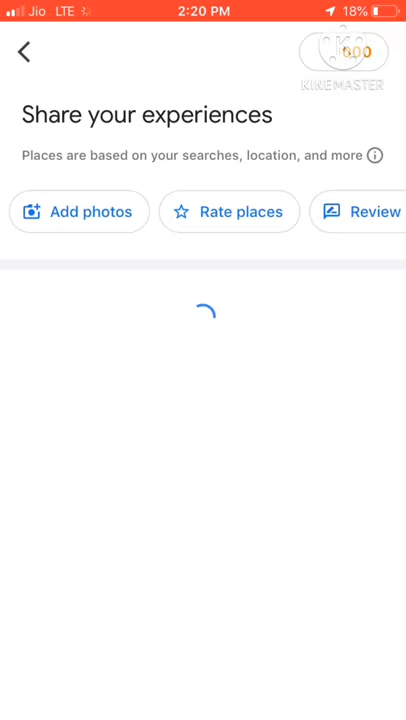 Jio LTE 2:20 PM 18%
000
KINEMASTER
Share your experiences
Places are based on your searches, location, and more
Add photos Rate places Review